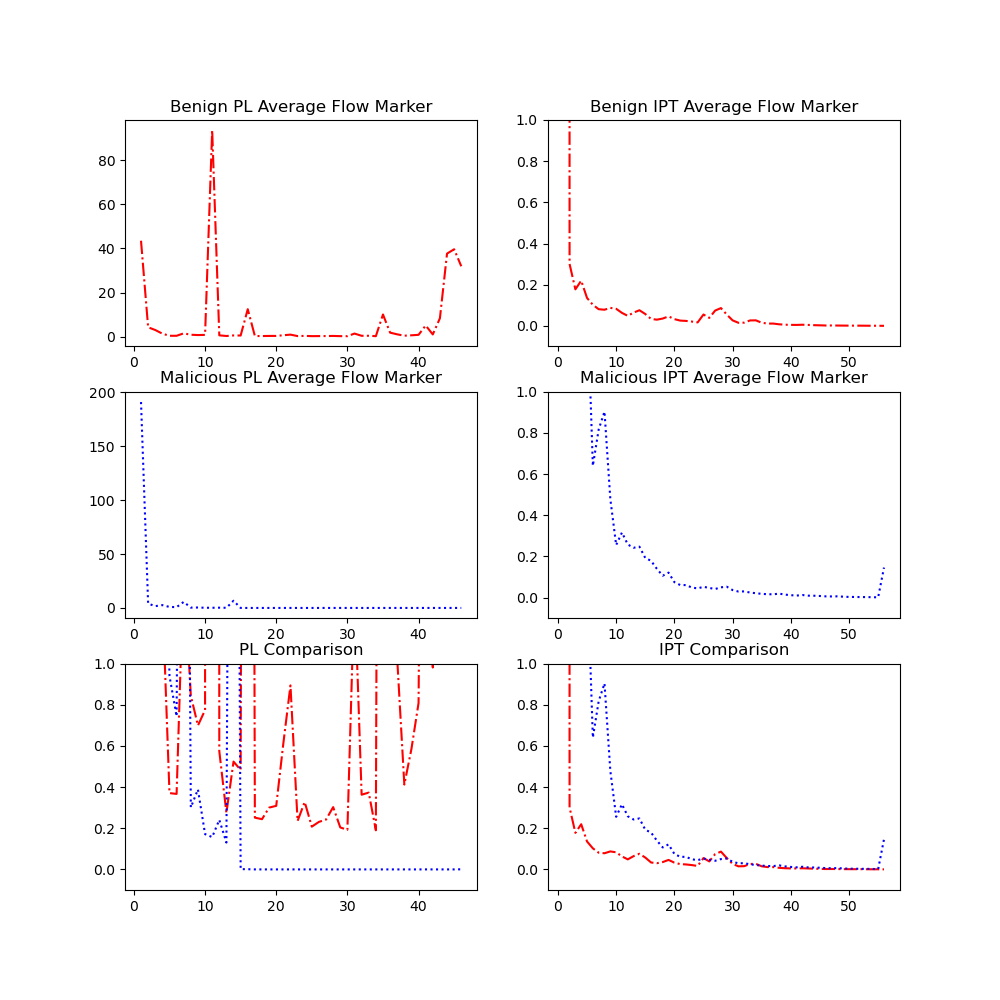 Benign PL Average Flow Marker
80
60
40
20
0
0 10 20 30 40
Benign IPT Average Flow Marker
1.0
0.8
0.6
0.4
0.2
0.0
0 10 20 30 40 50
Malicious PL Average Flow Marker
200
150
100
50
0
0 10 20 30 40
Malicious IPT Average Flow Marker
1.0
0.8
0.6
0.4
0.2
0.0
0 10 20 30 40 50
PL Comparison
1.0
0.8
0.6
0.4
0.2
0.0
0 10 20 30 40
IPT Comparison
1.0
0.8
0.6
0.4
0.2
0.0
0 10 20 30 40 50